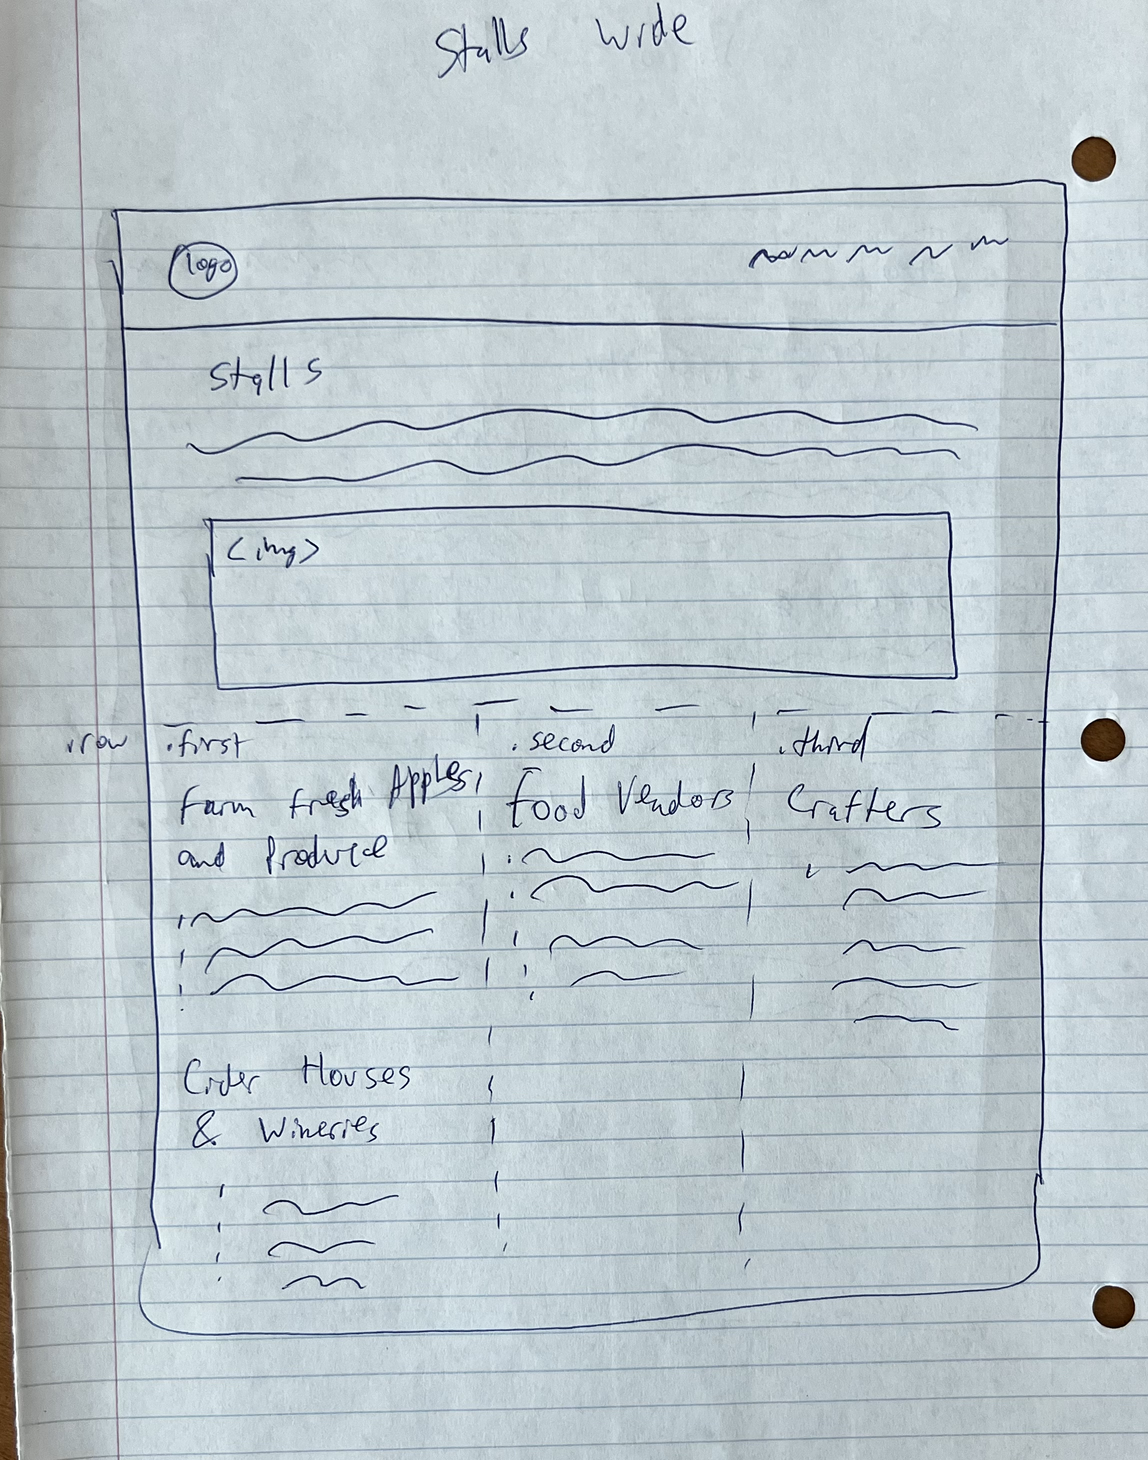 Stalls Wide
logo
Stalls
<img>
.row .first .second .third
Farm Fresh Apples Food Vendors Crafters
and Produce
Cider Houses
& Wineries